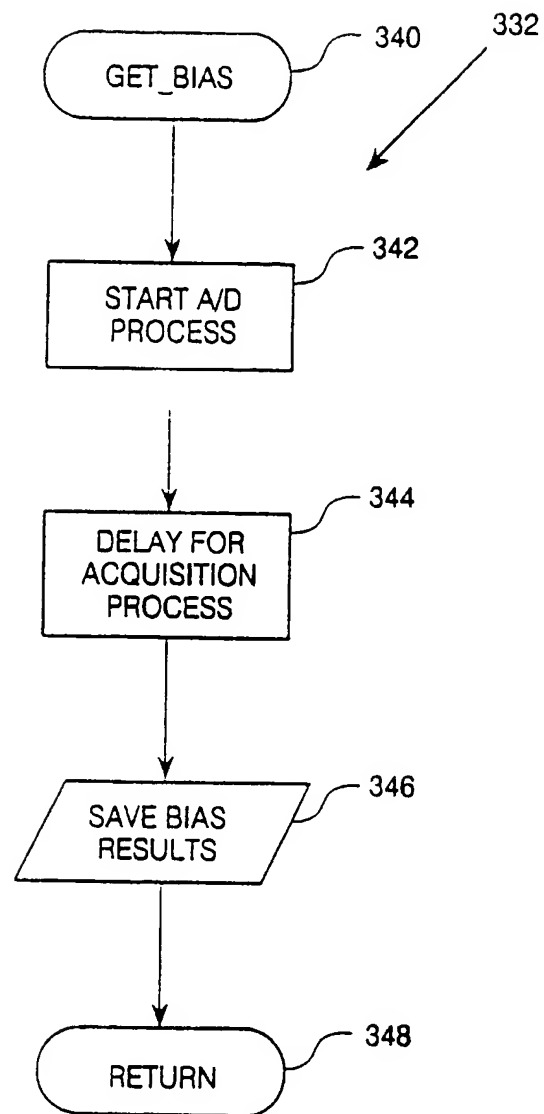 340
332
GET_BIAS
342
START A/D
PROCESS
344
DELAY FOR
ACQUISITION
PROCESS
346
SAVE BIAS
RESULTS
348
RETURN